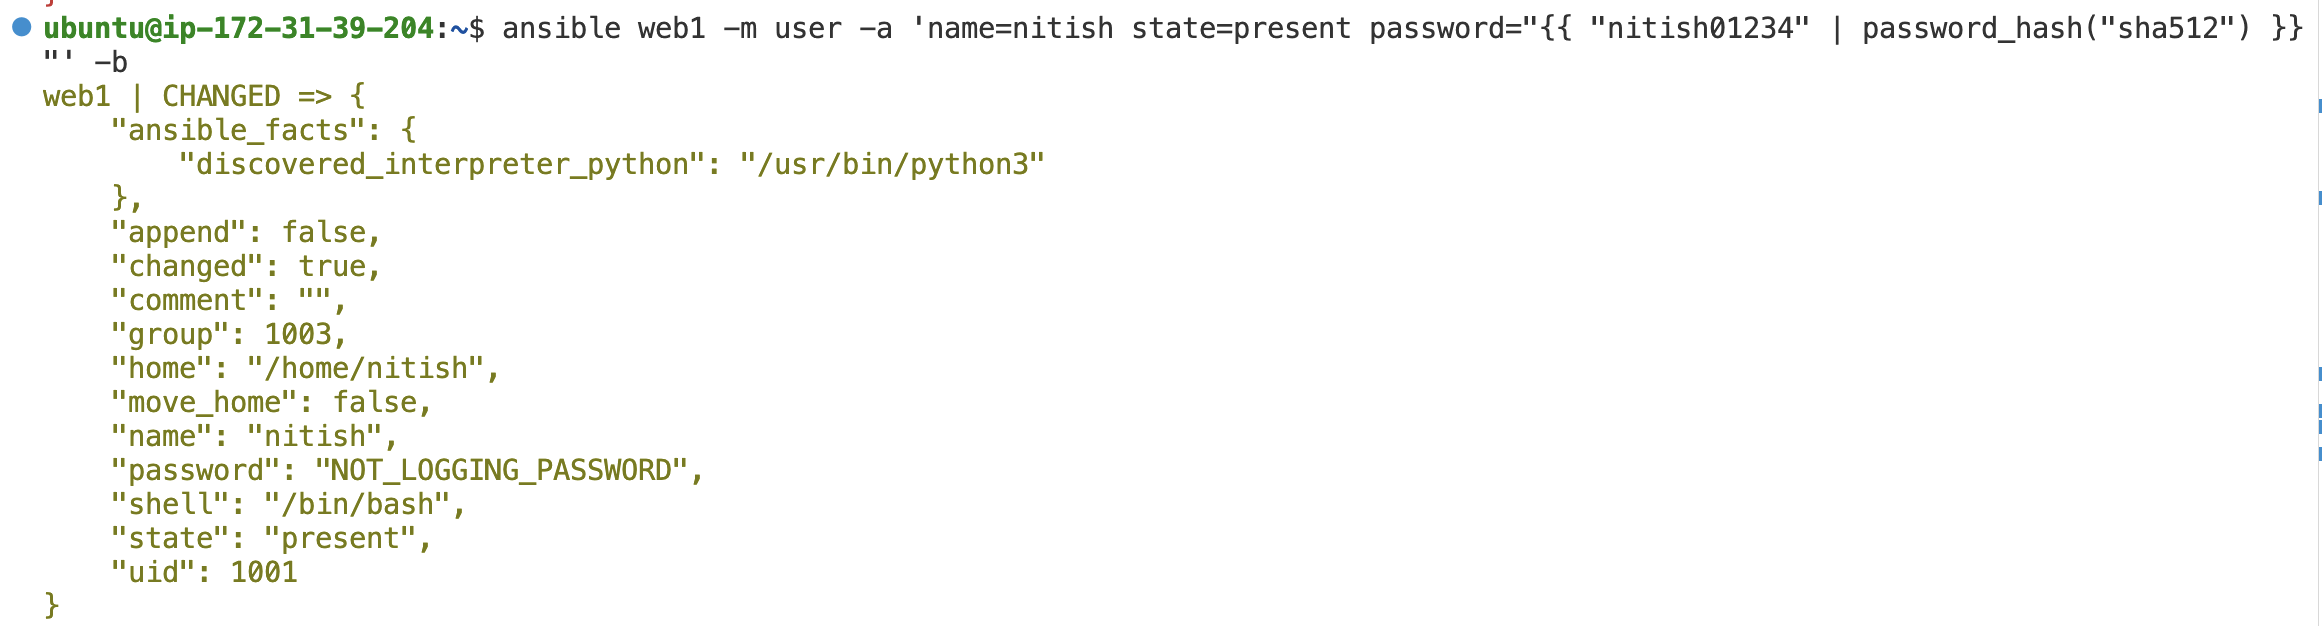 ubuntu@ip-172-31-39-204:~$ ansible web1 -m user -a 'name=nitish state=present password="{{ "nitish01234" | password_hash("sha512") }}
"' -b
web1 | CHANGED => {
    "ansible_facts": {
        "discovered_interpreter_python": "/usr/bin/python3"
    },
    "append": false,
    "changed": true,
    "comment": "",
    "group": 1003,
    "home": "/home/nitish",
    "move_home": false,
    "name": "nitish",
    "password": "NOT_LOGGING_PASSWORD",
    "shell": "/bin/bash",
    "state": "present",
    "uid": 1001
}